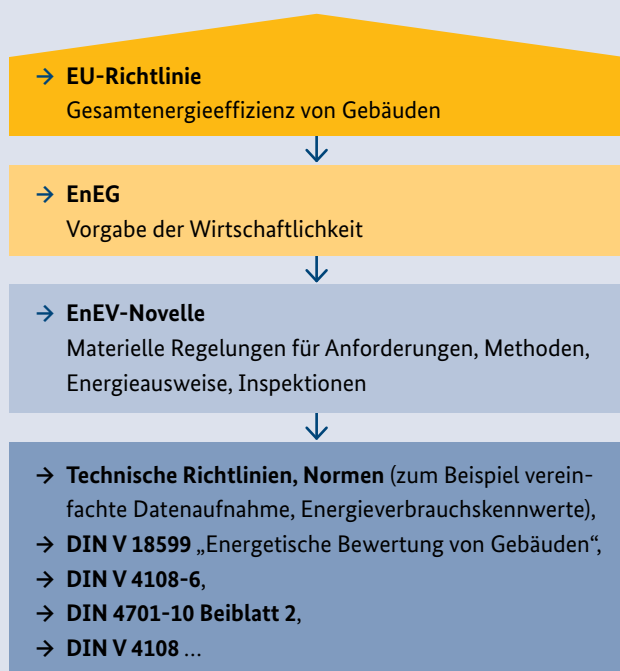 → EU-Richtlinie
Gesamtenergieeffizienz von Gebäuden
→ EnEG
Vorgabe der Wirtschaftlichkeit
→ EnEV-Novelle
Materielle Regelungen für Anforderungen, Methoden,
Energieausweise, Inspektionen
→ Technische Richtlinien, Normen (zum Beispiel verein-
fachte Datenaufnahme, Energieverbrauchskennwerte),
→ DIN V 18599 „Energetische Bewertung von Gebäuden“,
→ DIN V 4108-6,
→ DIN 4701-10 Beiblatt 2,
→ DIN V 4108 …